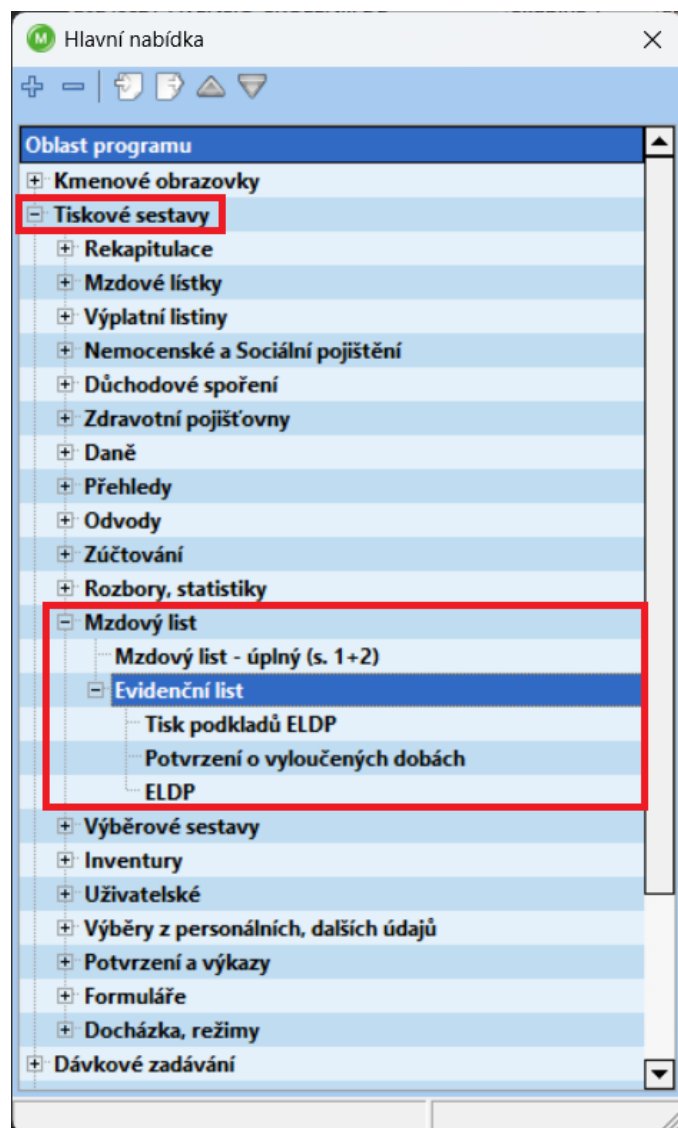 M Hlavní nabídka
Oblast programu
Kmenové obrazovky
Tiskové sestavy
Rekapitulace
Mzdové lístky
Výplatní listiny
Nemocenské a Sociální pojištění
Důchodové spoření
Zdravotní pojišťovny
Daně
Přehledy
Odvody
Zúčtování
Rozbory, statistiky
Mzdový list
Mzdový list - úplný (s. 1+2)
Evidenční list
Tisk podkladů ELDP
Potvrzení o vyloučených dobách
ELDP
Výběrové sestavy
Inventury
Uživatelské
Výběry z personálních, dalších údajů
Potvrzení a výkazy
Formuláře
Docházka, režimy
Dávkové zadávání